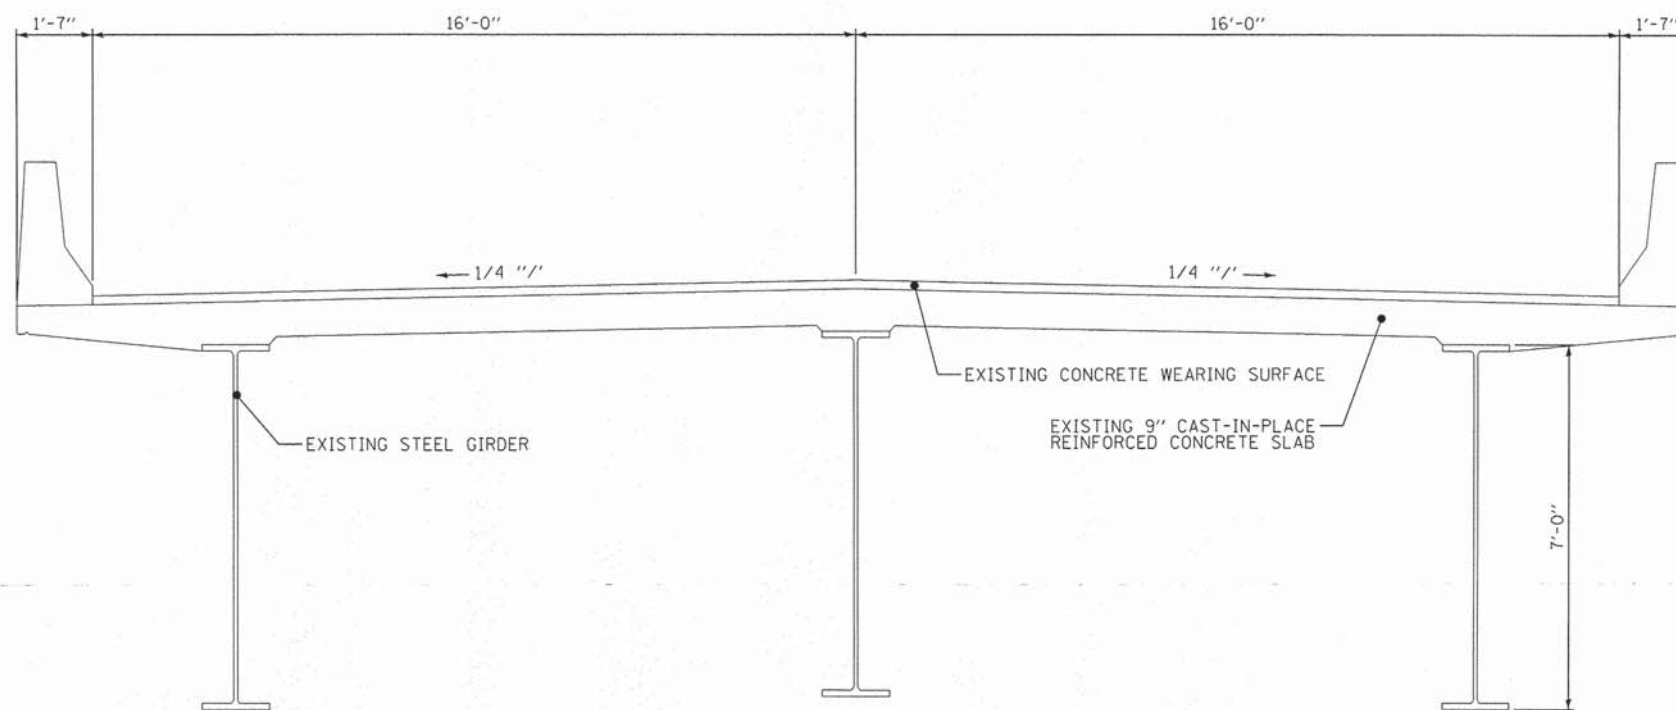 1'-7"
16'-0"
16'-0"
1'-7"
1/4 "/'
1/4 "/'
EXISTING CONCRETE WEARING SURFACE
EXISTING 9" CAST-IN-PLACE
REINFORCED CONCRETE SLAB
EXISTING STEEL GIRDER
7'-0"